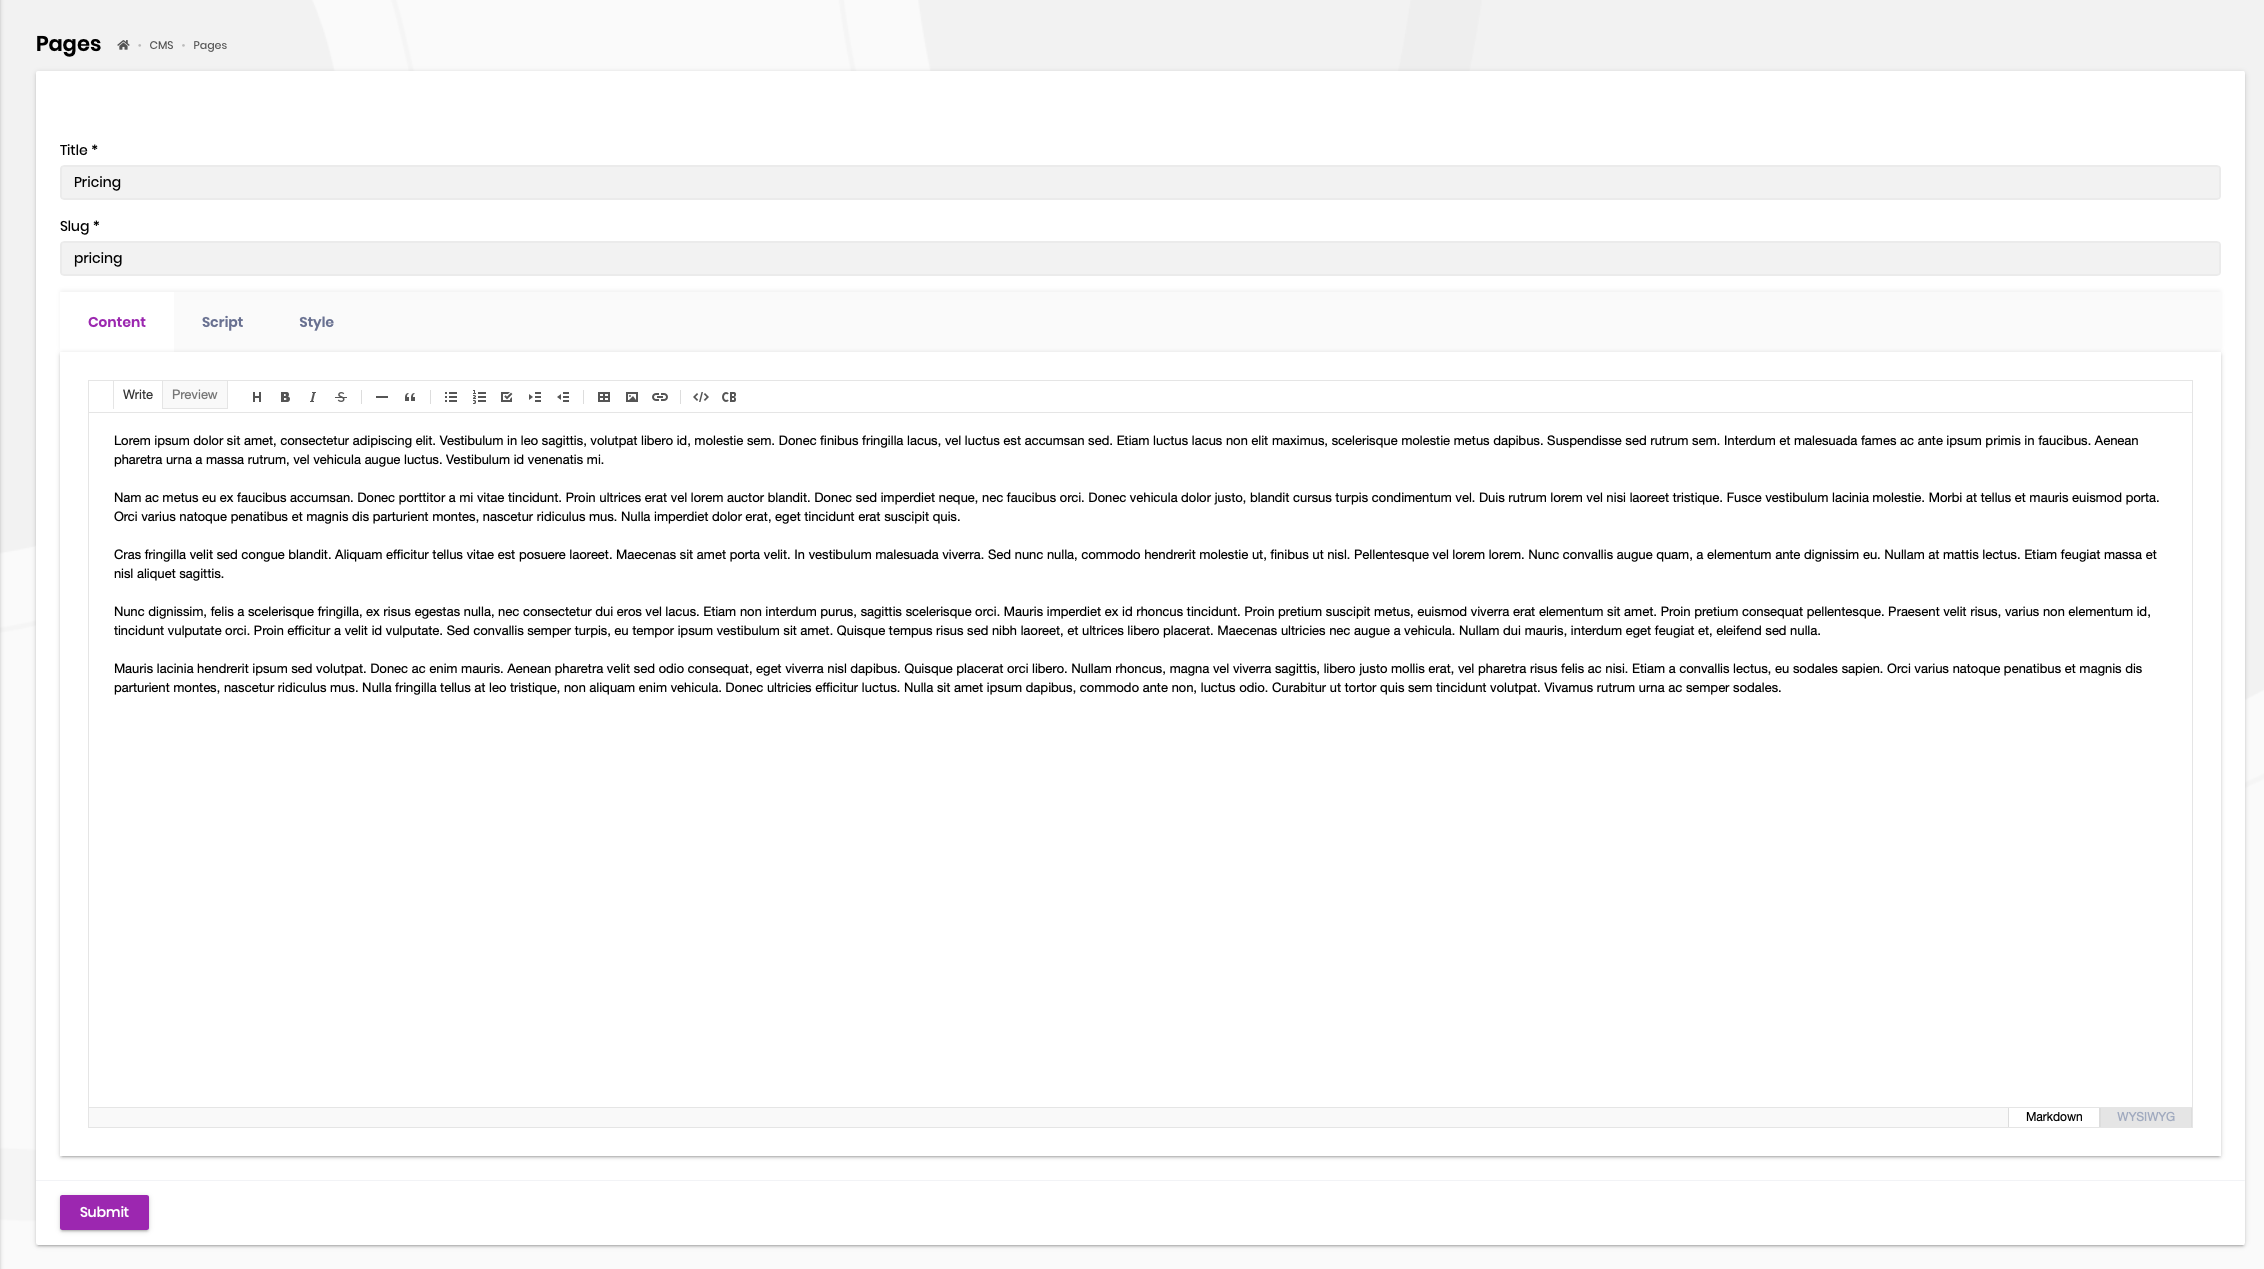 Pages CMS Pages
Title *
Pricing
Slug *
pricing
Content Script Style
Write Preview H B I S CB
Lorem ipsum dolor sit amet, consectetur adipiscing elit. Vestibulum in leo sagittis, volutpat libero id, molestie sem. Donec finibus fringilla lacus, vel luctus est accumsan sed. Etiam luctus lacus non elit maximus, scelerisque molestie metus dapibus. Suspendisse sed rutrum sem. Interdum et malesuada fames ac ante ipsum primis in faucibus. Aenean
pharetra urna a massa rutrum, vel vehicula augue luctus. Vestibulum id venenatis mi.
Nam ac metus eu ex faucibus accumsan. Donec porttitor a mi vitae tincidunt. Proin ultrices erat vel lorem auctor blandit. Donec sed imperdiet neque, nec faucibus orci. Donec vehicula dolor justo, blandit cursus turpis condimentum vel. Duis rutrum lorem vel nisi laoreet tristique. Fusce vestibulum lacinia molestie. Morbi at tellus et mauris euismod porta.
Orci varius natoque penatibus et magnis dis parturient montes, nascetur ridiculus mus. Nulla imperdiet dolor erat, eget tincidunt erat suscipit quis.
Cras fringilla velit sed congue blandit. Aliquam efficitur tellus vitae est posuere laoreet. Maecenas sit amet porta velit. In vestibulum malesuada viverra. Sed nunc nulla, commodo hendrerit molestie ut, finibus ut nisl. Pellentesque vel lorem lorem. Nunc convallis augue quam, a elementum ante dignissim eu. Nullam at mattis lectus. Etiam feugiat massa et
nisl aliquet sagittis.
Nunc dignissim, felis a scelerisque fringilla, ex risus egestas nulla, nec consectetur dui eros vel lacus. Etiam non interdum purus, sagittis scelerisque orci. Mauris imperdiet ex id rhoncus tincidunt. Proin pretium suscipit metus, euismod viverra erat elementum sit amet. Proin pretium consequat pellentesque. Praesent velit risus, varius non elementum id,
tincidunt vulputate orci. Proin efficitur a velit id vulputate. Sed convallis semper turpis, eu tempor ipsum vestibulum sit amet. Quisque tempus risus sed nibh laoreet, et ultrices libero placerat. Maecenas ultricies nec augue a vehicula. Nullam dui mauris, interdum eget feugiat et, eleifend sed nulla.
Mauris lacinia hendrerit ipsum sed volutpat. Donec ac enim mauris. Aenean pharetra velit sed odio consequat, eget viverra nisl dapibus. Quisque placerat orci libero. Nullam rhoncus, magna vel viverra sagittis, libero justo mollis erat, vel pharetra risus felis ac nisi. Etiam a convallis lectus, eu sodales sapien. Orci varius natoque penatibus et magnis dis
parturient montes, nascetur ridiculus mus. Nulla fringilla tellus at leo tristique, non aliquam enim vehicula. Donec ultricies efficitur luctus. Nulla sit amet ipsum dapibus, commodo ante non, luctus odio. Curabitur ut tortor quis sem tincidunt volutpat. Vivamus rutrum urna ac semper sodales.
Markdown WYSIWYG
Submit